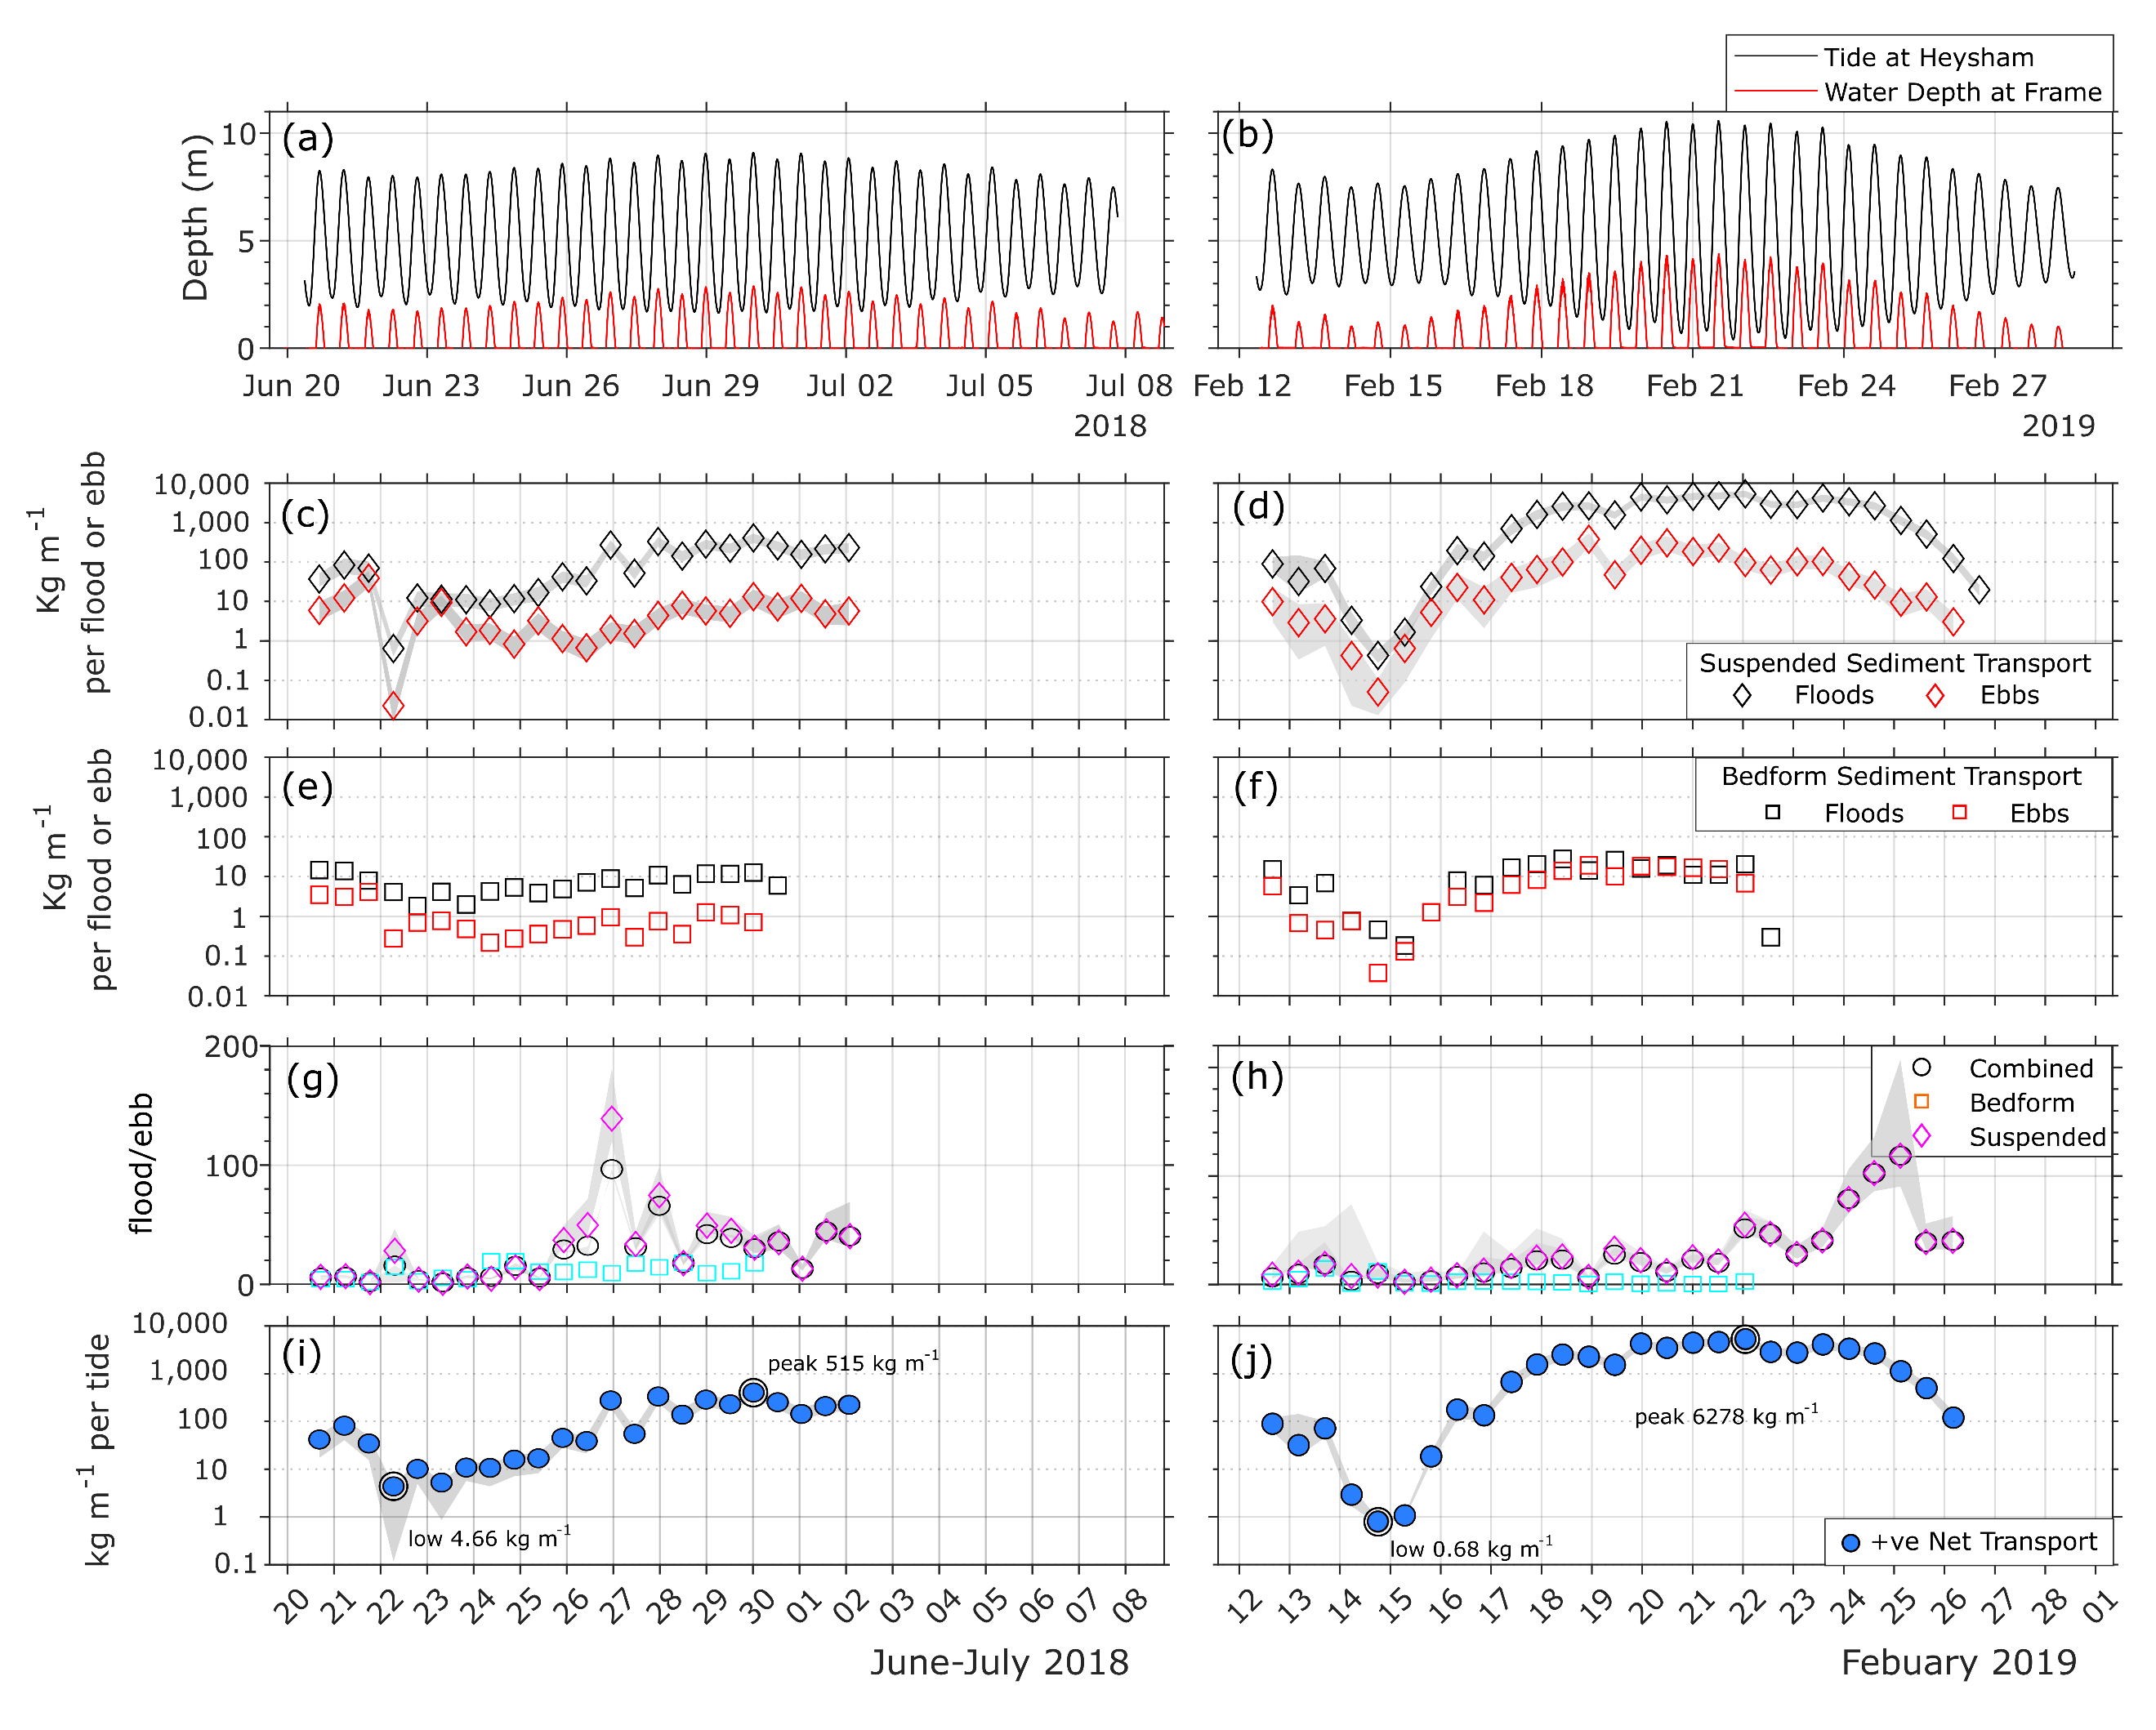 Tide at Heysham
Water Depth at Frame
(a)
(b)
Depth (m)
10
5
0
Jun 20 Jun 23 Jun 26 Jun 29 Jul 02 Jul 05 Jul 08
2018
Feb 12 Feb 15 Feb 18 Feb 21 Feb 24 Feb 27
2019
Kg m⁻¹
per flood or ebb
10,000
1,000
100
10
1
0.1
0.01
(c)
(d)
Suspended Sediment Transport
Floods Ebbs
Kg m⁻¹
per flood or ebb
10,000
1,000
100
10
1
0.1
0.01
(e)
(f)
Bedform Sediment Transport
Floods Ebbs
flood/ebb
200
100
0
(g)
(h)
Combined
Bedform
Suspended
kg m⁻¹ per tide
10,000
1,000
100
10
1
0.1
(i)
peak 515 kg m⁻¹
low 4.66 kg m⁻¹
(j)
peak 6278 kg m⁻¹
low 0.68 kg m⁻¹
+ve Net Transport
20 21 22 23 24 25 26 27 28 29 30 01 02 03 04 05 06 07 08
June-July 2018
12 13 14 15 16 17 18 19 20 21 22 23 24 25 26 27 28 01
Febuary 2019